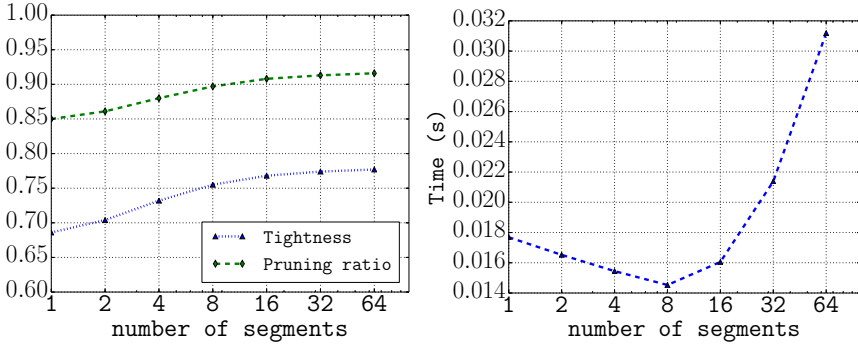 1.00
0.95
0.90
0.85
0.80
0.75
0.70
0.65
0.60
1 2 4 8 16 32 64
number of segments
Tightness
Pruning ratio
0.032
0.030
0.028
0.026
0.024
0.022
0.020
0.018
0.016
0.014
Time (s)
1 2 4 8 16 32 64
number of segments